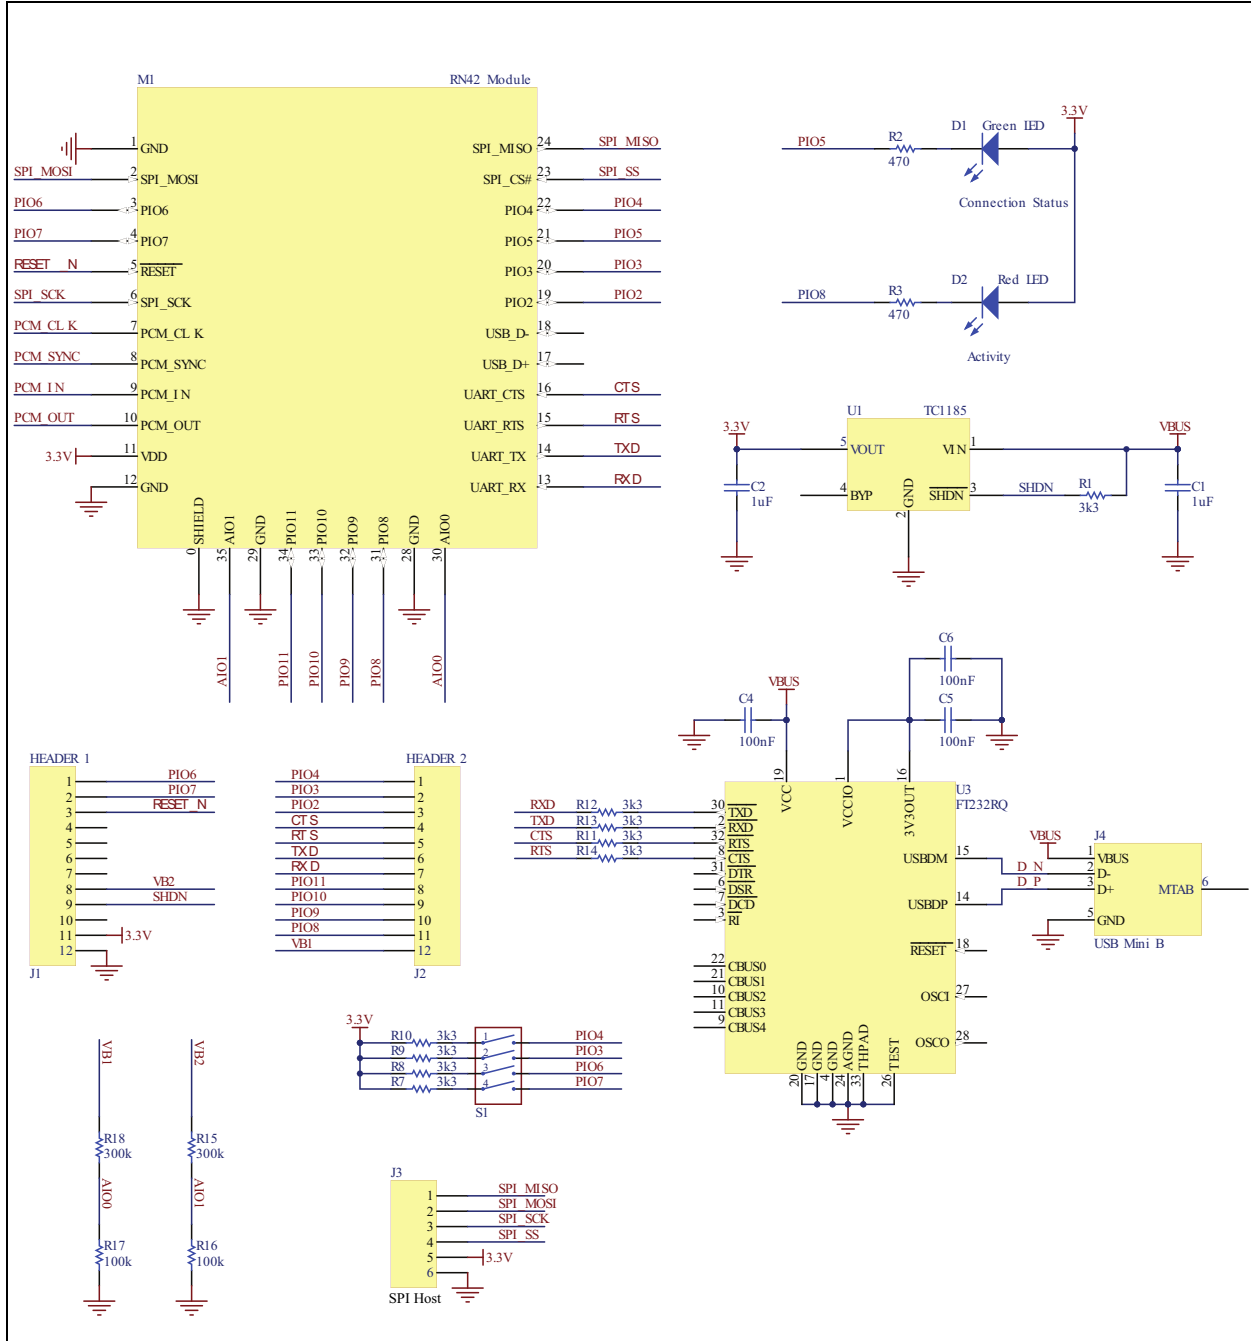 M1 RN42 Module
1 GND
SPI_MOSI 2 SPI_MOSI
PIO6 3 PIO6
PIO7 4 PIO7
RESET_N 5 RESET
SPI_SCK 6 SPI_SCK
PCM_CLK 7 PCM_CLK
PCM_SYNC 8 PCM_SYNC
PCM_IN 9 PCM_IN
PCM_OUT 10 PCM_OUT
3.3V 11 VDD
12 GND
SPI_MISO 24 SPI_MISO
SPI_CS# 23 SPI_SS
PIO4 22 PIO4
PIO5 21 PIO5
PIO3 20 PIO3
PIO2 19 PIO2
USB_D- 18
USB_D+ 17
UART_CTS 16 CTS
UART_RTS 15 RTS
UART_TX 14 TXD
UART_RX 13 RXD
0 SHIELD
35 AIO1 AIO1
29 GND
34 PIO11 PIO11
33 PIO10 PIO10
32 PIO9 PIO9
31 PIO8 PIO8
28 GND
30 AIO0 AIO0
3.3V
PIO5 R2 470 D1 Green LED
Connection Status
PIO8 R3 470 D2 Red LED
Activity
U1 TC1185
3.3V 5 VOUT VIN 1 VBUS
4 BYP GND 2 SHDN 3 SHDN R1 3k3
C2 1uF
C1 1uF
C6 100nF
C5 100nF
VBUS
C4 100nF
HEADER 1
1 PIO6
2 PIO7
3 RESET_N
4
5
6
7
8 VB2
9 SHDN
10
11 3.3V
12
J1
HEADER 2
PIO4 1
PIO3 2
PIO2 3
CTS 4
RTS 5
TXD 6
RXD 7
PIO11 8
PIO10 9
PIO9 10
PIO8 11
VB1 12
J2
U3
FT232RQ
19 VCC
1 VCCIO
16 3V3OUT
RXD R12 3k3 30 TXD
TXD R13 3k3 2 RXD
CTS R11 3k3 32 RTS
RTS R14 3k3 8 CTS
31 DTR
6 DSR
7 DCD
3 RI
22 CBUS0
21 CBUS1
10 CBUS2
11 CBUS3
9 CBUS4
USBDM 15
USBDP 14
RESET 18
OSCI 27
OSCO 28
20 GND
17 GND
4 GND
24 AGND
33 THPAD
26 TEST
VBUS J4
1 VBUS
D_N 2 D-
D_P 3 D+
5 GND
MTAB 6
USB Mini B
VB1
R18
300k
AIO0
R17
100k
VB2
R15
300k
AIO1
R16
100k
3.3V
R10 3k3 1 PIO4
R9 3k3 2 PIO3
R8 3k3 3 PIO6
R7 3k3 4 PIO7
S1
J3
1 SPI_MISO
2 SPI_MOSI
3 SPI_SCK
4 SPI_SS
5 3.3V
6
SPI Host